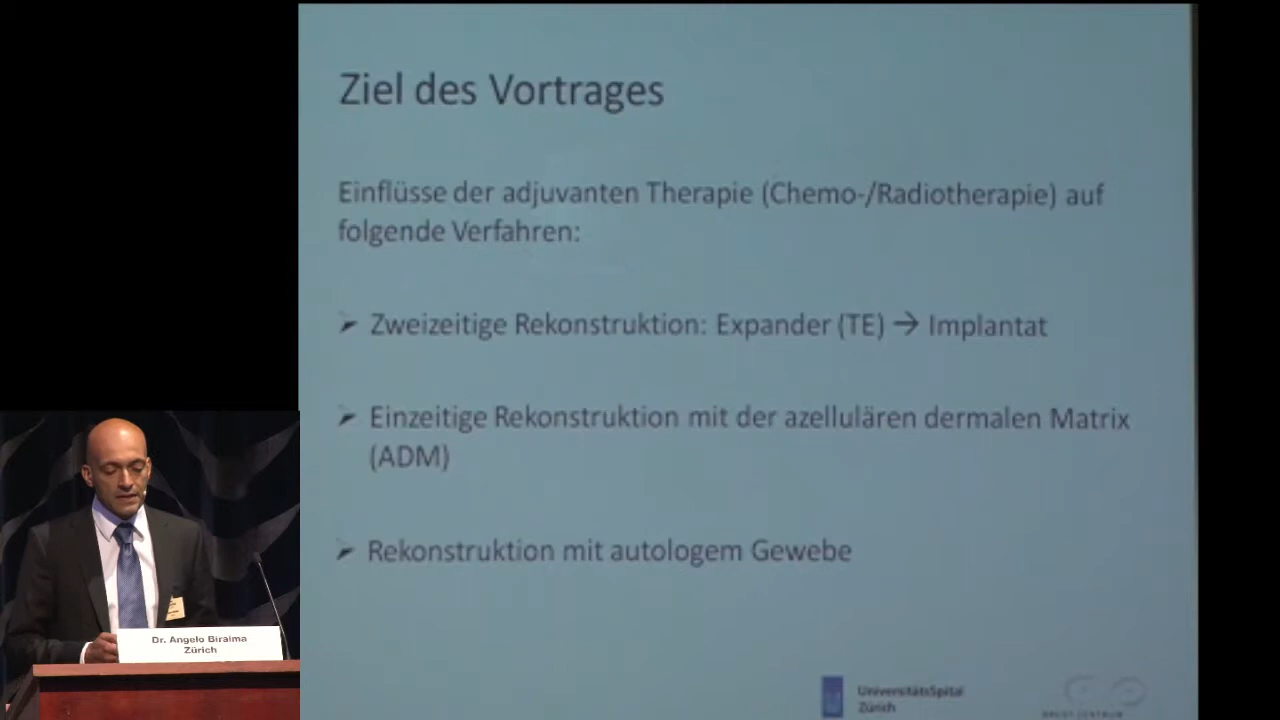 Ziel des Vortrages
Einflüsse der adjuvanten Therapie (Chemo-/Radiotherapie) auf
folgende Verfahren:
➢ Zweizeitige Rekonstruktion: Expander (TE) → Implantat
➢ Einzeitige Rekonstruktion mit der azellulären dermalen Matrix
(ADM)
➢ Rekonstruktion mit autologem Gewebe
Dr. Angelo Biraima
Zürich
UniversitätsSpital
Zürich